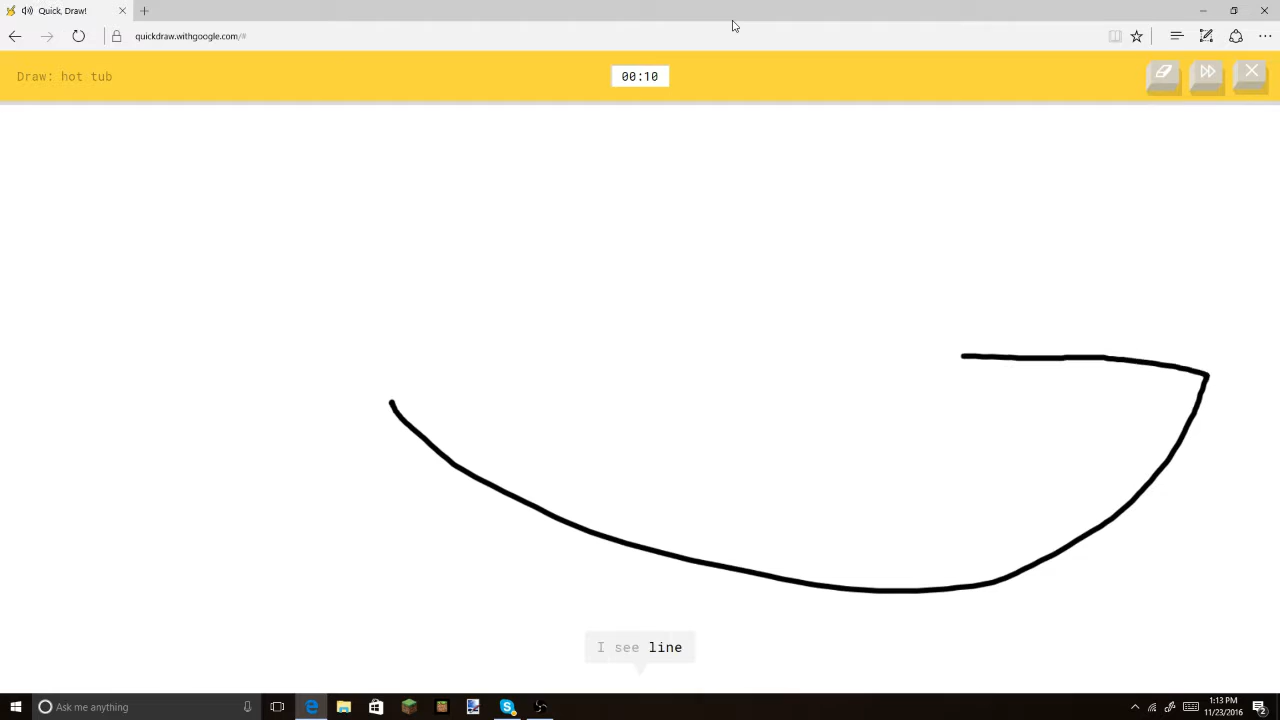 Quick, Draw!
quickdraw.withgoogle.com/#
Draw: hot tub
00:10
I see line
Ask me anything
1:13 PM
11/23/2016
2